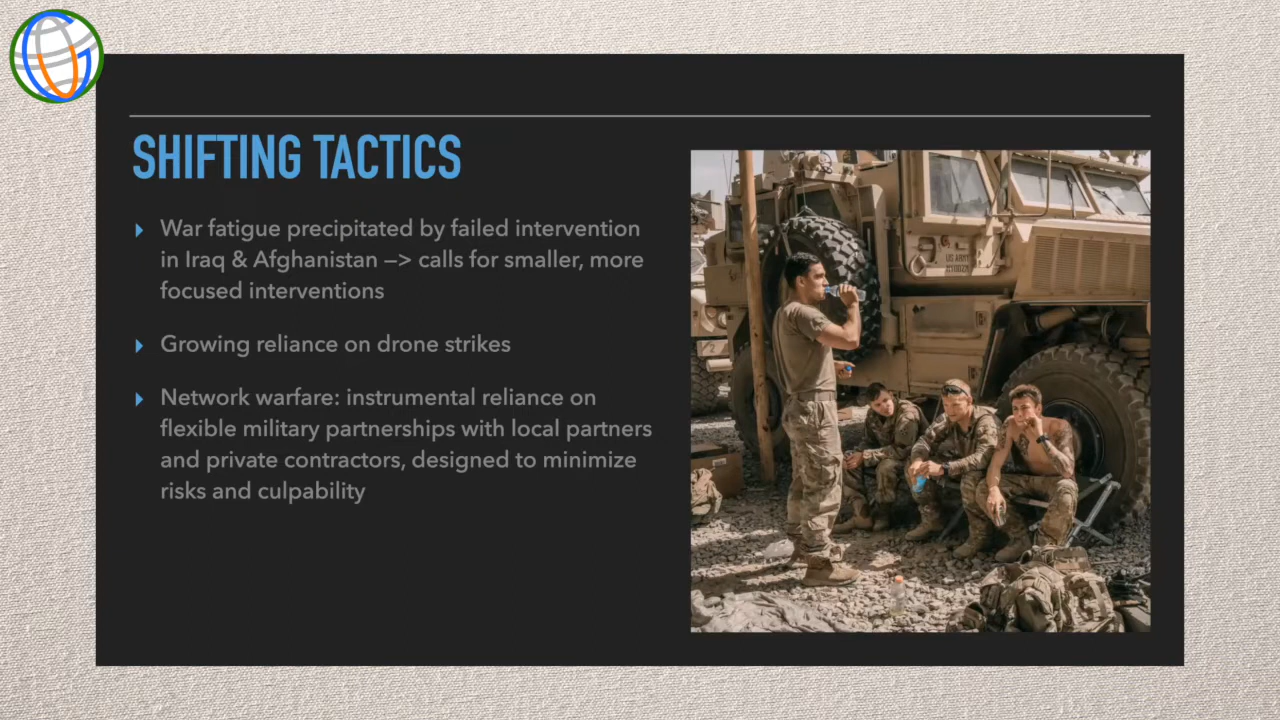 SHIFTING TACTICS
War fatigue precipitated by failed intervention
in Iraq & Afghanistan —> calls for smaller, more
focused interventions
Growing reliance on drone strikes
Network warfare: instrumental reliance on
flexible military partnerships with local partners
and private contractors, designed to minimize
risks and culpability
US ARMY